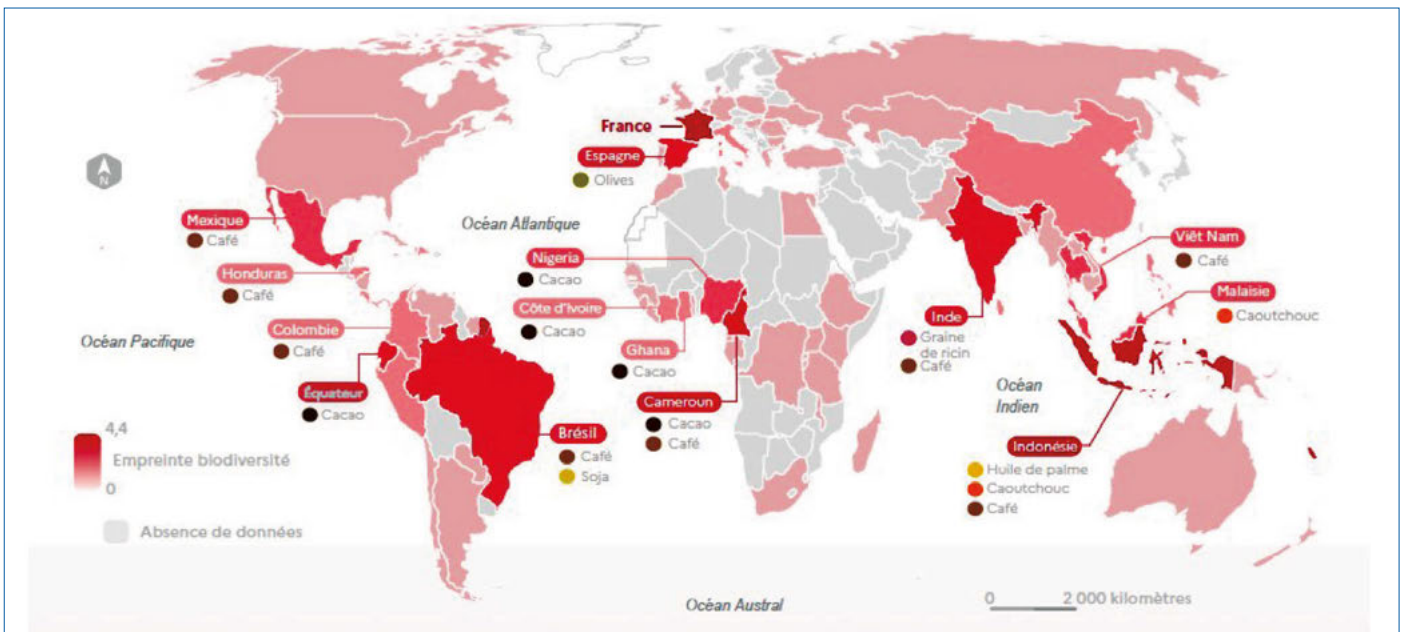 France
Espagne
Olives
N
Océan Atlantique
Mexique
Café
Viêt Nam
Café
Nigeria
Cacao
Honduras
Café
Malaisie
Caoutchouc
Côte d'Ivoire
Cacao
Inde
Graine
de ricin
Café
Colombie
Café
Océan Pacifique
Ghana
Cacao
Océan
Indien
Équateur
Cacao
Cameroun
Cacao
Café
Brésil
Café
Soja
Indonésie
Huile de palme
Caoutchouc
Café
4,4
Empreinte biodiversité
0
Absence de données
Océan Austral
0 2 000 kilomètres